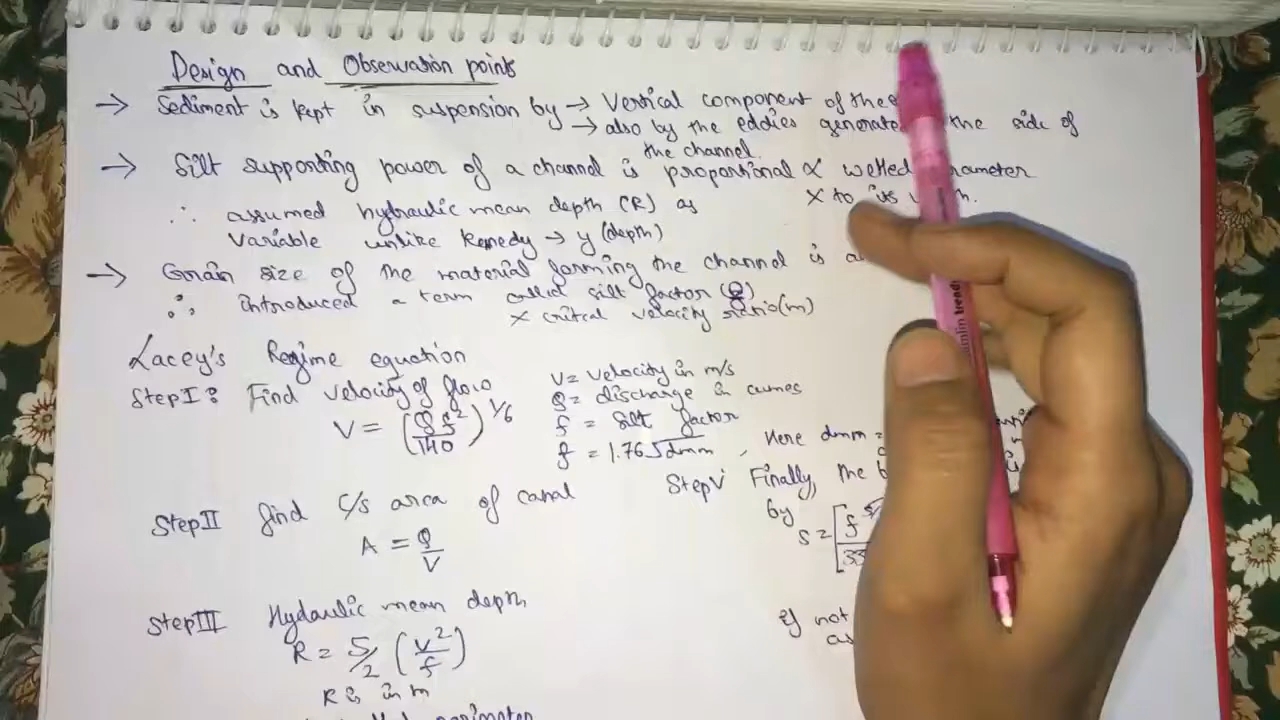 Design and Observation points
→ Sediment is kept in suspension by → Vertical component of the
→ also by the eddies generate the side of
the channel.
→ Silt supporting power of a channel is proportional ∝ wetted
∴ assumed hydraulic mean depth (R) as X to its
variable unlike Kenedy → y (depth)
→ Grain size of the material forming the channel is
∴ introduced a term called silt factor (
X critical velocity ratio(m)
Lacey's Regime equation
Step I : Find velocity of flow
V = (Qf²/140)^1/6
V = velocity in m/s
Q = discharge in cumes
f = silt factor
f = 1.76√dmm , Here dmm =
Step II find C/s area of canal
A = Q/V
Step V Finally, the
by
S = [f
Step III Hydaulic mean depth
R = 5/2 (V²/f)
R is in m
If not
as